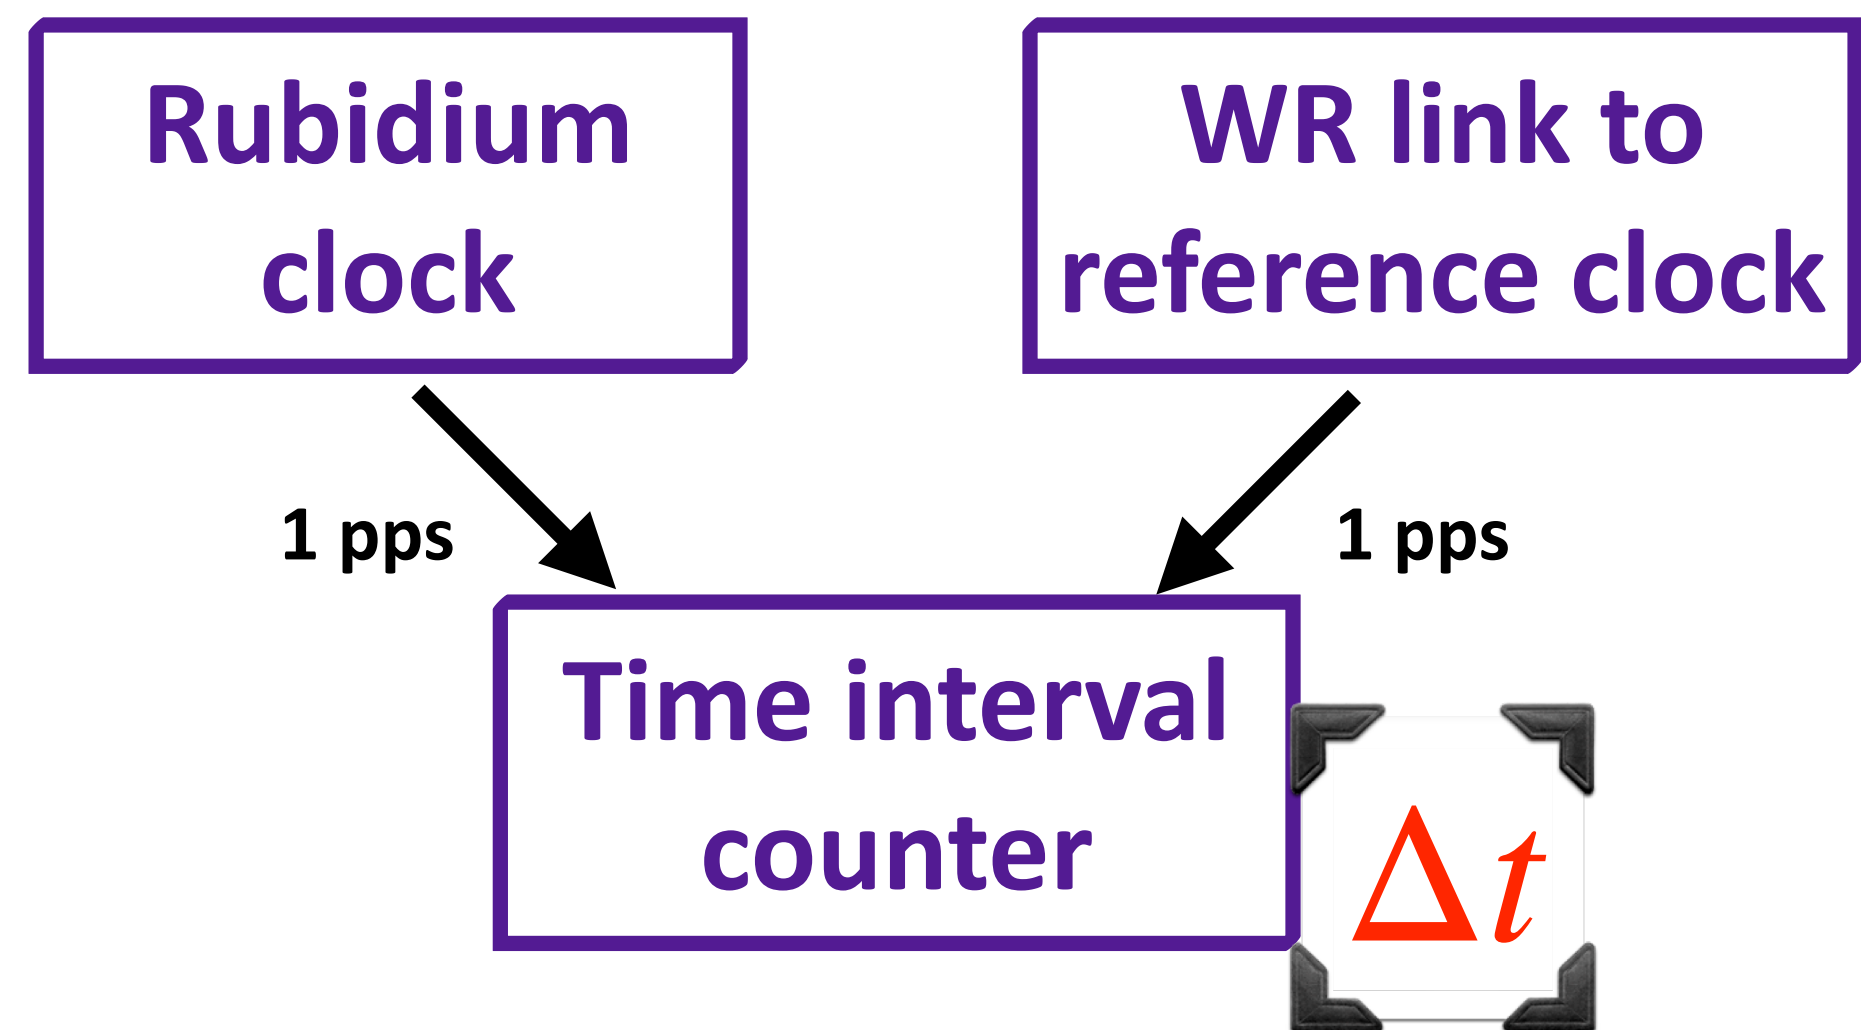 Rubidium
clock
WR link to
reference clock
1 pps
1 pps
Time interval
counter
Δt